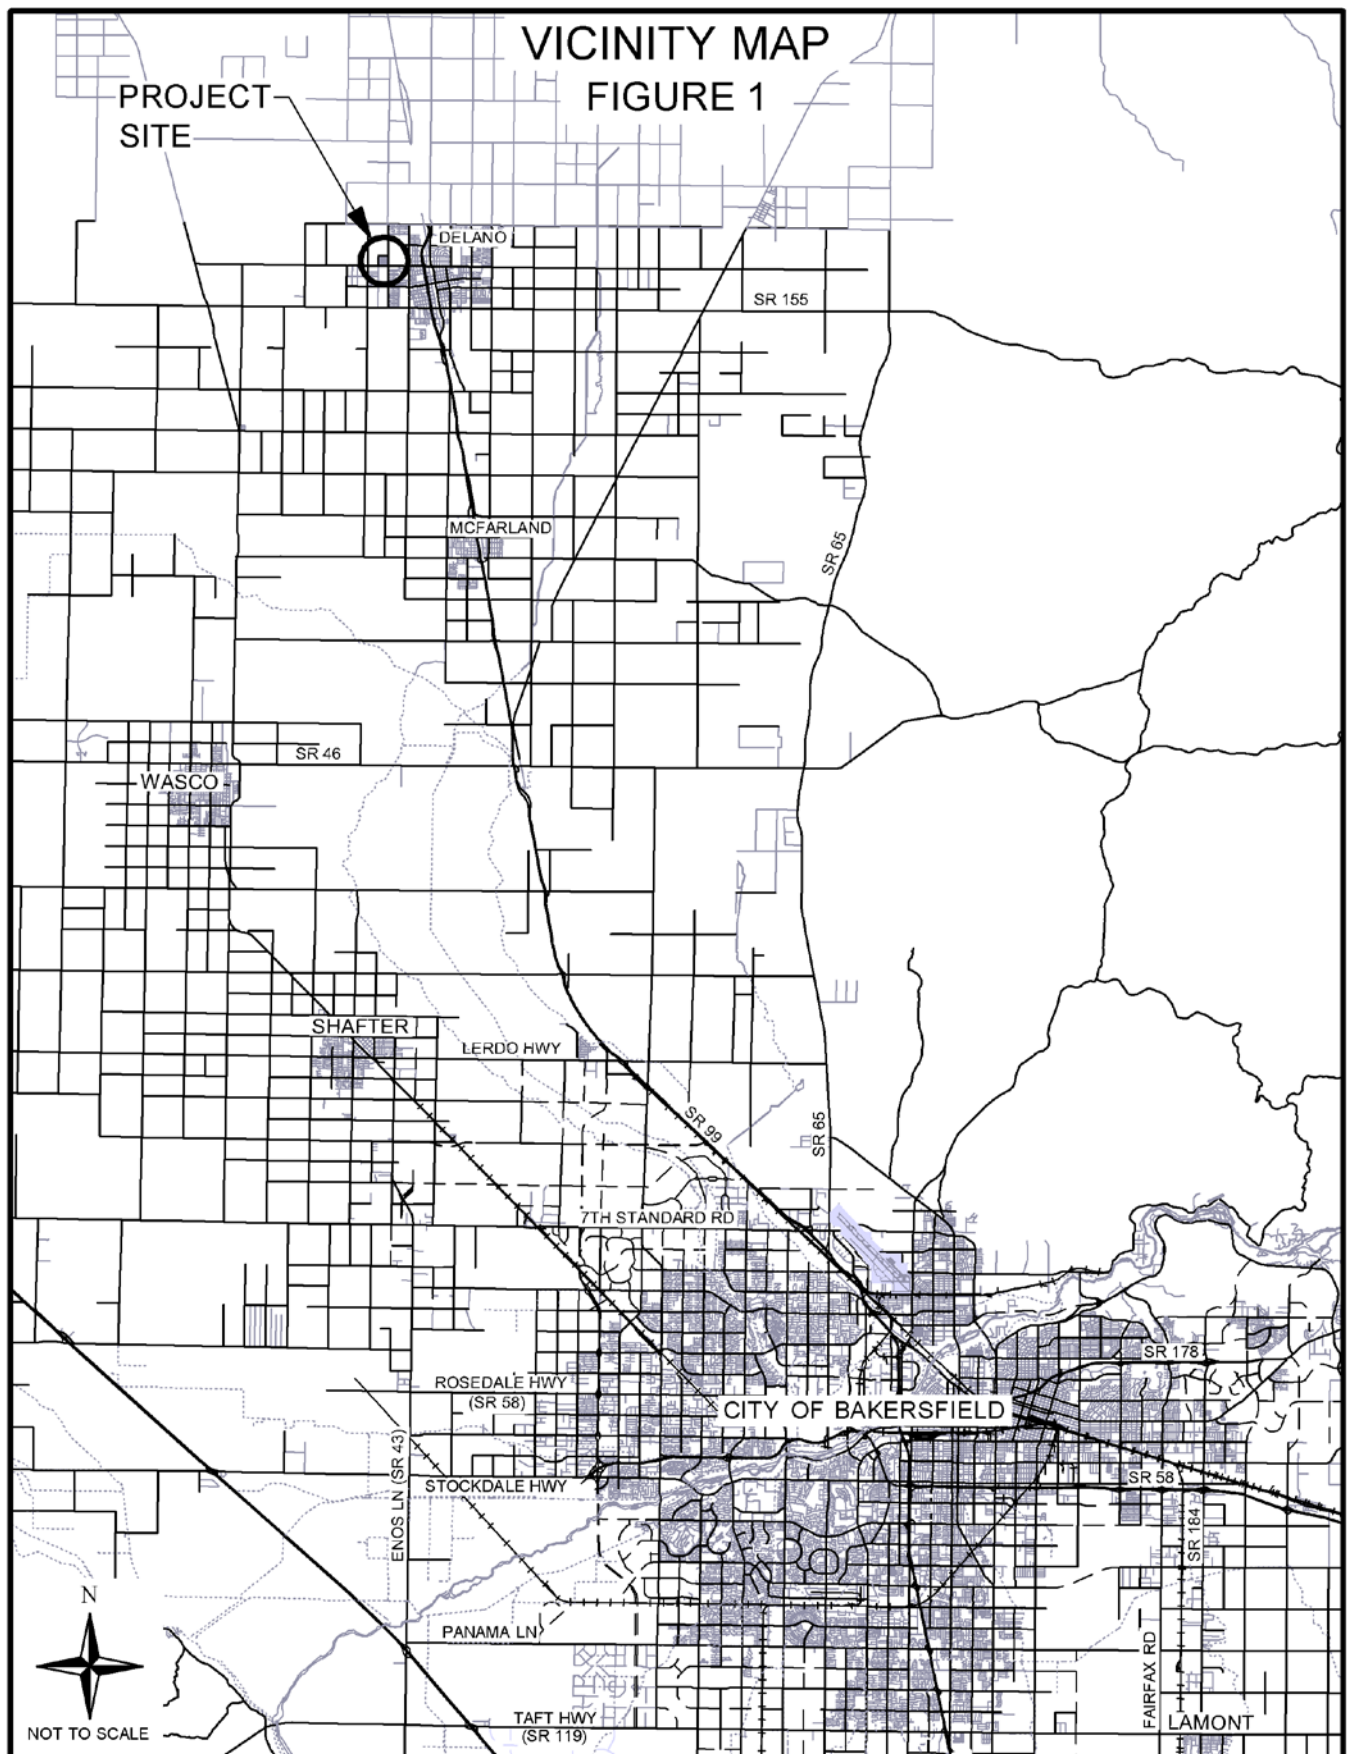 VICINITY MAP
FIGURE 1
PROJECT
SITE
DELANO
SR 155
MCFARLAND
SR 65
SR 46
WASCO
SHAFTER
LERDO HWY
SR 99
SR 65
7TH STANDARD RD
SR 178
ROSEDALE HWY
(SR 58)
CITY OF BAKERSFIELD
ENOS LN (SR 43)
STOCKDALE HWY
SR 58
SR 184
N
PANAMA LN
FAIRFAX RD
TAFT HWY
(SR 119)
LAMONT
NOT TO SCALE